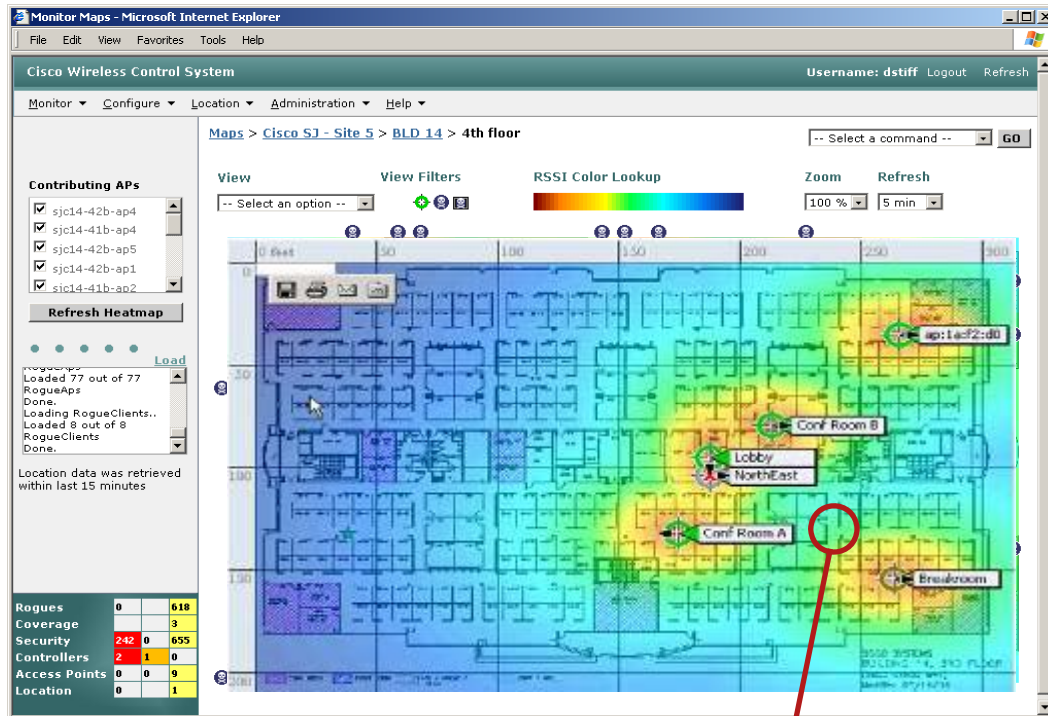 Monitor Maps - Microsoft Internet Explorer
File Edit View Favorites Tools Help
Cisco Wireless Control System
Username: dstiff Logout Refresh
Monitor Configure Location Administration Help
Maps > Cisco SJ - Site 5 > BLD 14 > 4th floor
-- Select a command -- GO
Contributing APs
sjc14-42b-ap4
sjc14-41b-ap4
sjc14-42b-ap5
sjc14-42b-ap1
sjc14-41b-ap2
Refresh Heatmap
Load
RogueAps
Loaded 77 out of 77
RogueAps
Done.
Loading RogueClients..
Loaded 8 out of 8
RogueClients
Done.
Location data was retrieved
within last 15 minutes
Rogues 0 618
Coverage 3
Security 242 0 655
Controllers 2 1 0
Access Points 0 0 9
Location 0 1
View View Filters RSSI Color Lookup Zoom Refresh
-- Select an option -- 100 % 5 min
0 feet 50 100 150 200 250 300
0
50
100
150
200
ap:1a:f2:d0
Conf Room B
Lobby
NorthEast
Conf Room A
Breakroom